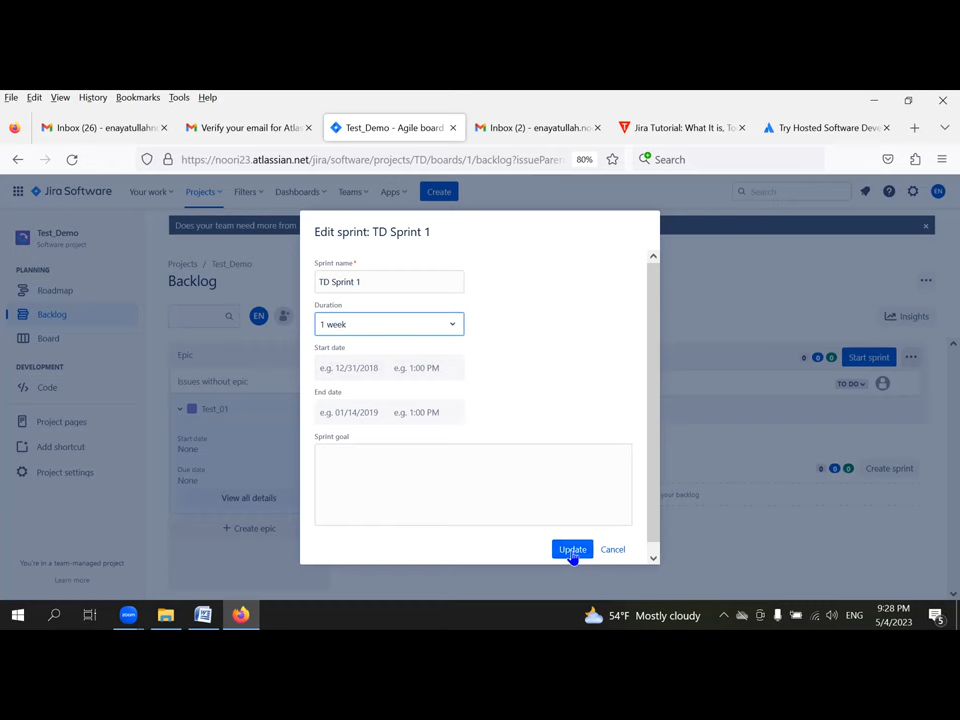 File Edit View History Bookmarks Tools Help
Inbox (26) - enayatullahn
Verify your email for Atlas
Test_Demo - Agile board
Inbox (2) - enayatullah.no
Jira Tutorial: What It is, To
Try Hosted Software Deve
https://noori23.atlassian.net/jira/software/projects/TD/boards/1/backlog?issueParen
80%
Search
Jira Software
Your work Projects Filters Dashboards Teams Apps Create
Search
EN
Does your team need more from
Test_Demo
Software project
PLANNING
Roadmap
Backlog
Board
DEVELOPMENT
Code
Project pages
Add shortcut
Project settings
You're in a team-managed project
Learn more
Projects / Test_Demo
Backlog
EN
Insights
Epic
Issues without epic
Test_01
Start date
None
Due date
None
View all details
+ Create epic
0 0 0 Start sprint
TO DO
0 0 0 Create sprint
your backlog
Edit sprint: TD Sprint 1
Sprint name*
TD Sprint 1
Duration
1 week
Start date
e.g. 12/31/2018 e.g. 1:00 PM
End date
e.g. 01/14/2019 e.g. 1:00 PM
Sprint goal
Update Cancel
zoom
54°F Mostly cloudy
ENG
9:28 PM
5/4/2023
5